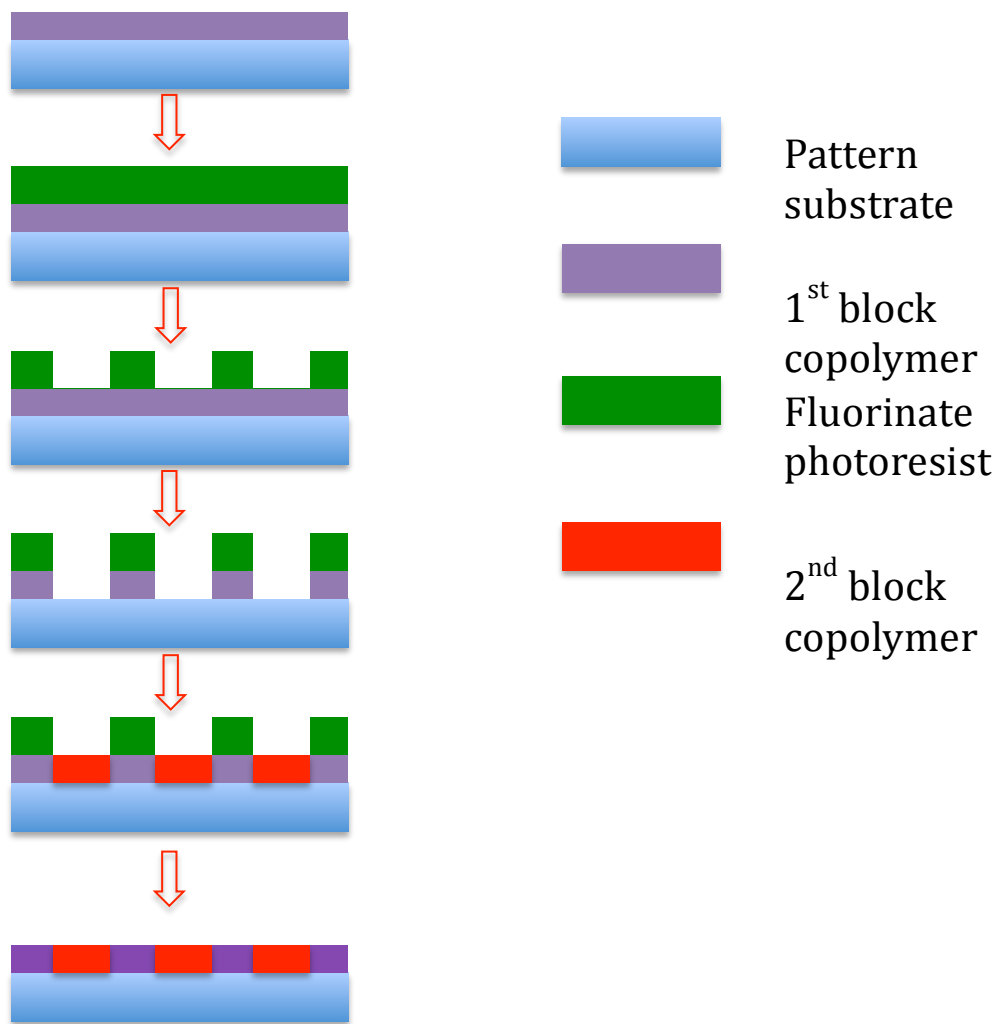 Pattern
substrate
1st block
copolymer
Fluorinate
photoresist
2nd block
copolymer